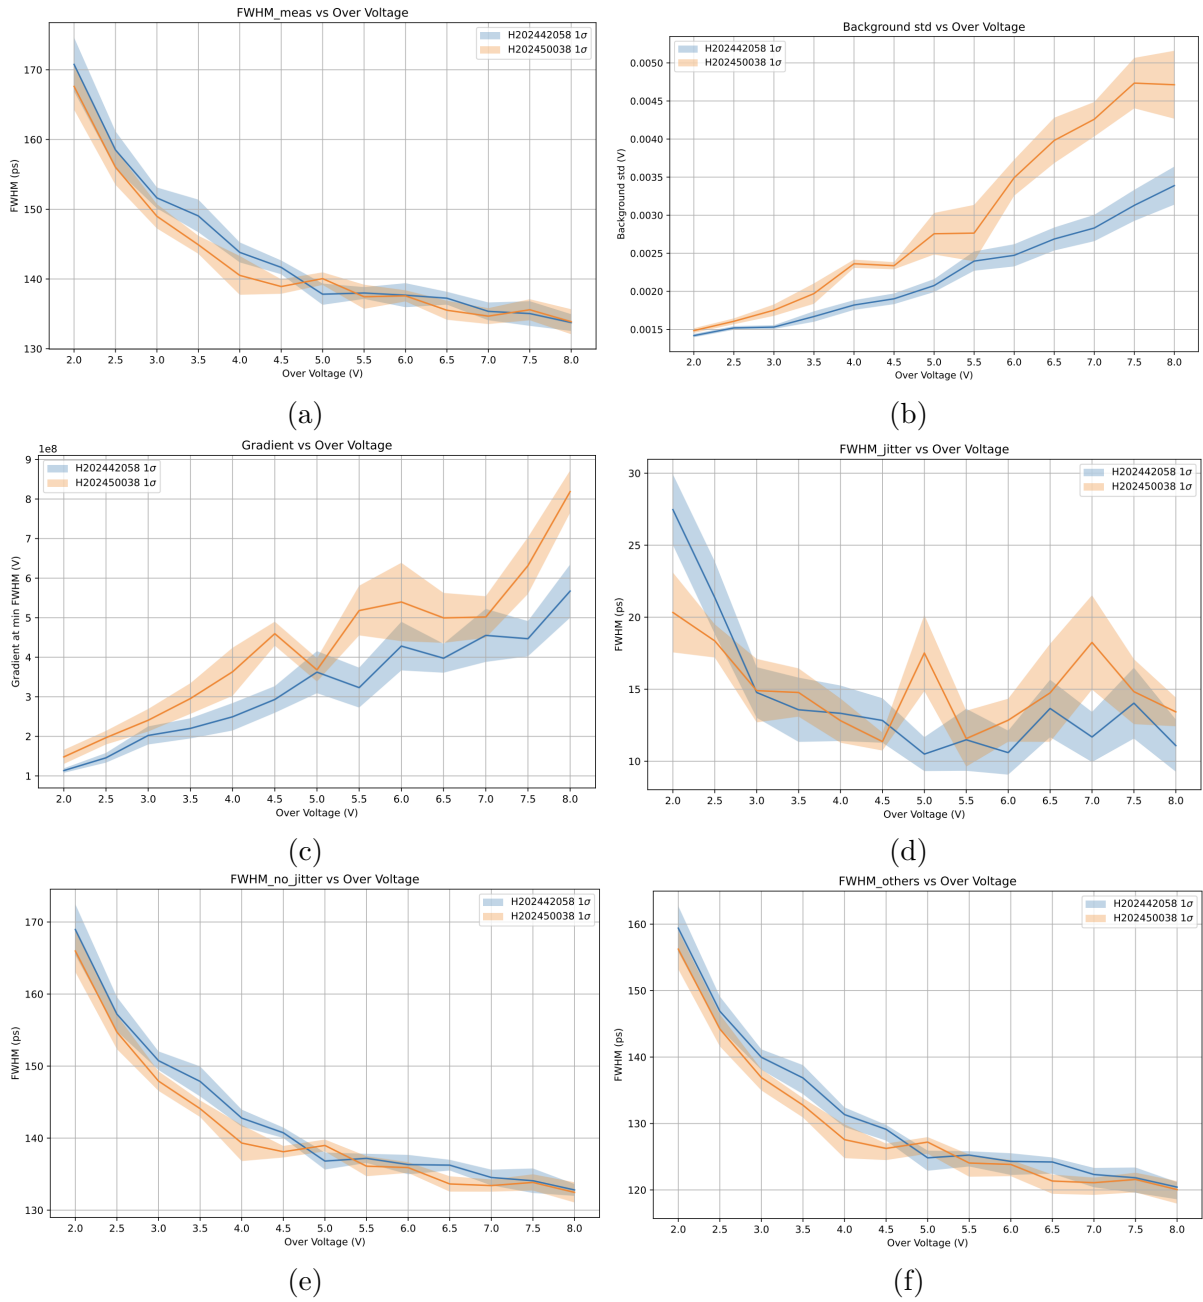 FWHM_meas vs Over Voltage
H202442058 1σ
H202450038 1σ
FWHM (ps)
170
160
150
140
130
2.0 2.5 3.0 3.5 4.0 4.5 5.0 5.5 6.0 6.5 7.0 7.5 8.0
Over Voltage (V)
(a)
Background std vs Over Voltage
H202442058 1σ
H202450038 1σ
Background std (V)
0.0050
0.0045
0.0040
0.0035
0.0030
0.0025
0.0020
0.0015
2.0 2.5 3.0 3.5 4.0 4.5 5.0 5.5 6.0 6.5 7.0 7.5 8.0
Over Voltage (V)
(b)
Gradient vs Over Voltage
1e8
H202442058 1σ
H202450038 1σ
Gradient at min FWHM (V)
9
8
7
6
5
4
3
2
1
2.0 2.5 3.0 3.5 4.0 4.5 5.0 5.5 6.0 6.5 7.0 7.5 8.0
Over Voltage (V)
(c)
FWHM_jitter vs Over Voltage
H202442058 1σ
H202450038 1σ
FWHM (ps)
30
25
20
15
10
2.0 2.5 3.0 3.5 4.0 4.5 5.0 5.5 6.0 6.5 7.0 7.5 8.0
Over Voltage (V)
(d)
FWHM_no_jitter vs Over Voltage
H202442058 1σ
H202450038 1σ
FWHM (ps)
170
160
150
140
130
2.0 2.5 3.0 3.5 4.0 4.5 5.0 5.5 6.0 6.5 7.0 7.5 8.0
Over Voltage (V)
(e)
FWHM_others vs Over Voltage
H202442058 1σ
H202450038 1σ
FWHM (ps)
160
150
140
130
120
2.0 2.5 3.0 3.5 4.0 4.5 5.0 5.5 6.0 6.5 7.0 7.5 8.0
Over Voltage (V)
(f)